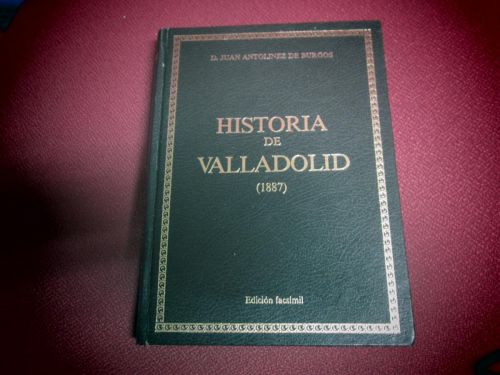 D. JUAN ANTOLINEZ DE BURGOS
HISTORIA
DE
VALLADOLID
(1887)
Edición facsímil